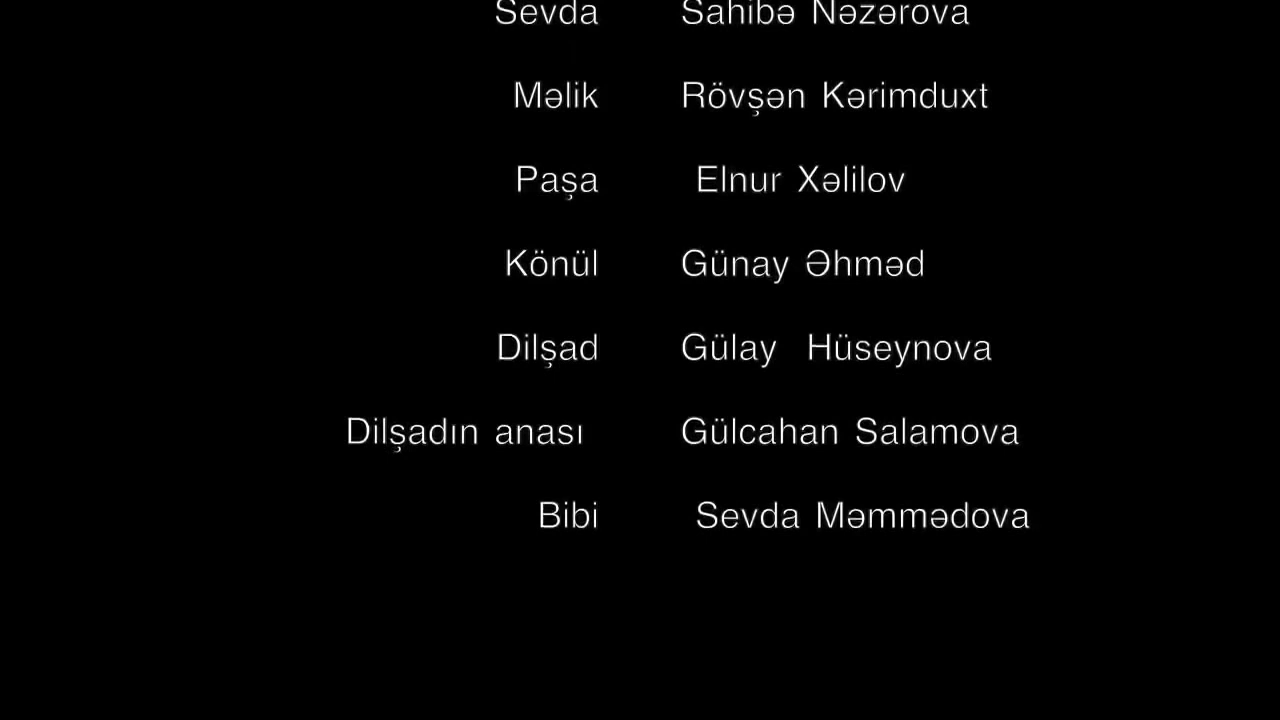 Sevda Sahibə Nəzərova
Məlik Rövşən Kərimduxt
Paşa Elnur Xəlilov
Könül Günay Əhməd
Dilşad Gülay Hüseynova
Dilşadın anası Gülcahan Salamova
Bibi Sevda Məmmədova